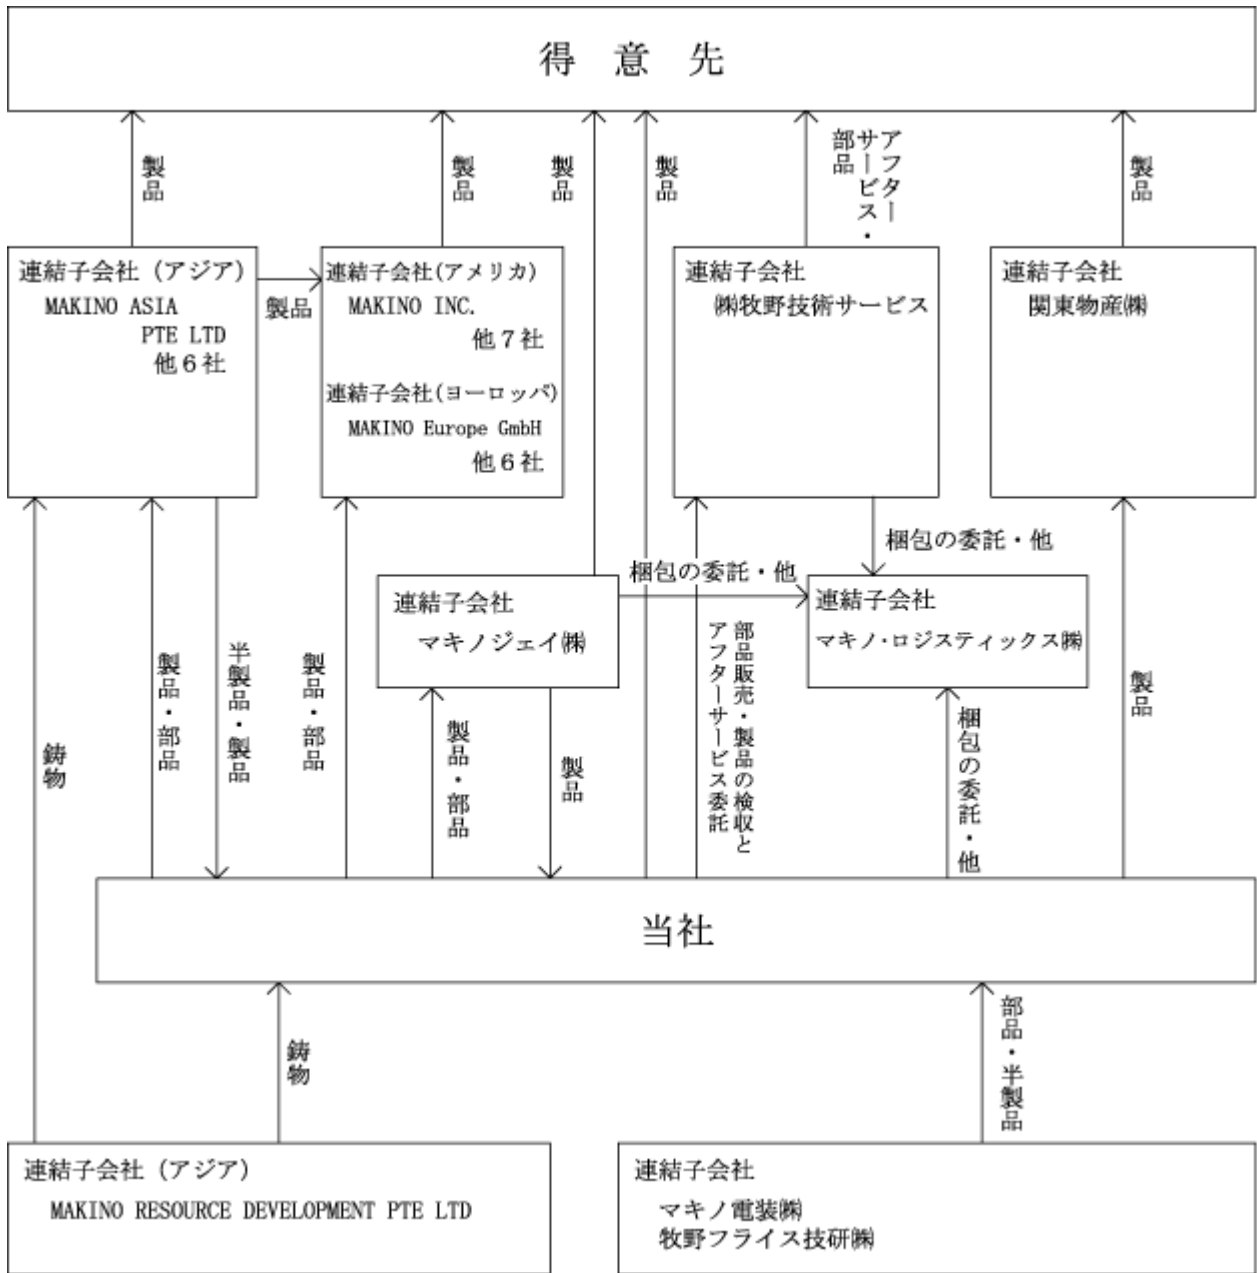 得 意 先
製品
製品
製品
製品
アフター
サービス・
部品
製品
連結子会社（アジア）
MAKINO ASIA
PTE LTD
他６社
製品
連結子会社(アメリカ)
MAKINO INC.
他７社
連結子会社(ヨーロッパ)
MAKINO Europe GmbH
他６社
連結子会社
㈱牧野技術サービス
連結子会社
関東物産㈱
梱包の委託・他
梱包の委託・他
連結子会社
マキノジェイ㈱
連結子会社
マキノ・ロジスティックス㈱
鋳物
製品・部品
半製品・製品
製品・部品
製品・部品
製品
部品販売・製品の検収と
アフターサービス委託
梱包の委託・他
製品
当社
鋳物
部品・半製品
連結子会社（アジア）
MAKINO RESOURCE DEVELOPMENT PTE LTD
連結子会社
マキノ電装㈱
牧野フライス技研㈱